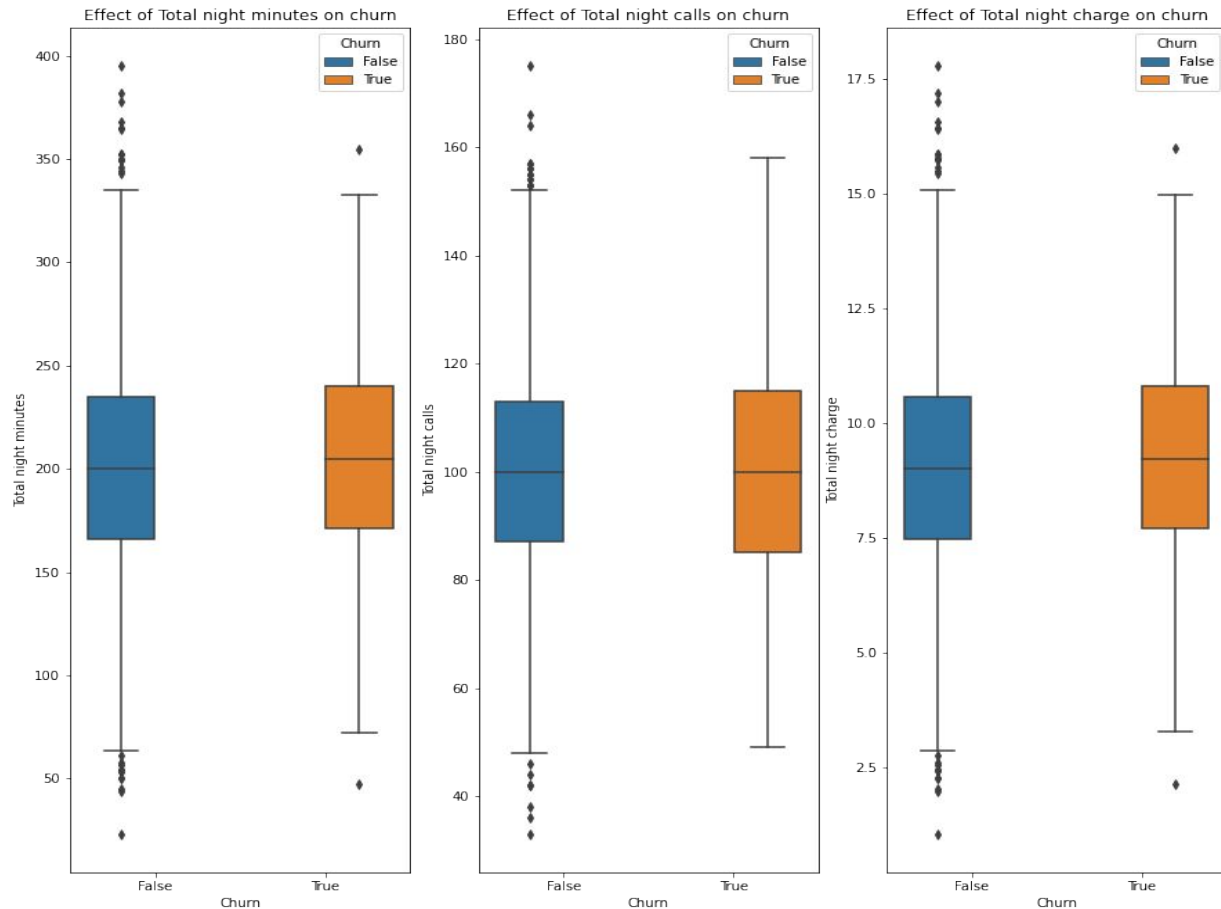 Effect of Total night minutes on churn
Total night minutes
400
350
300
250
200
150
100
50
Churn
False
True
False True
Churn
Effect of Total night calls on churn
Total night calls
180
160
140
120
100
80
60
40
Churn
False
True
False True
Churn
Effect of Total night charge on churn
Total night charge
17.5
15.0
12.5
10.0
7.5
5.0
2.5
Churn
False
True
False True
Churn